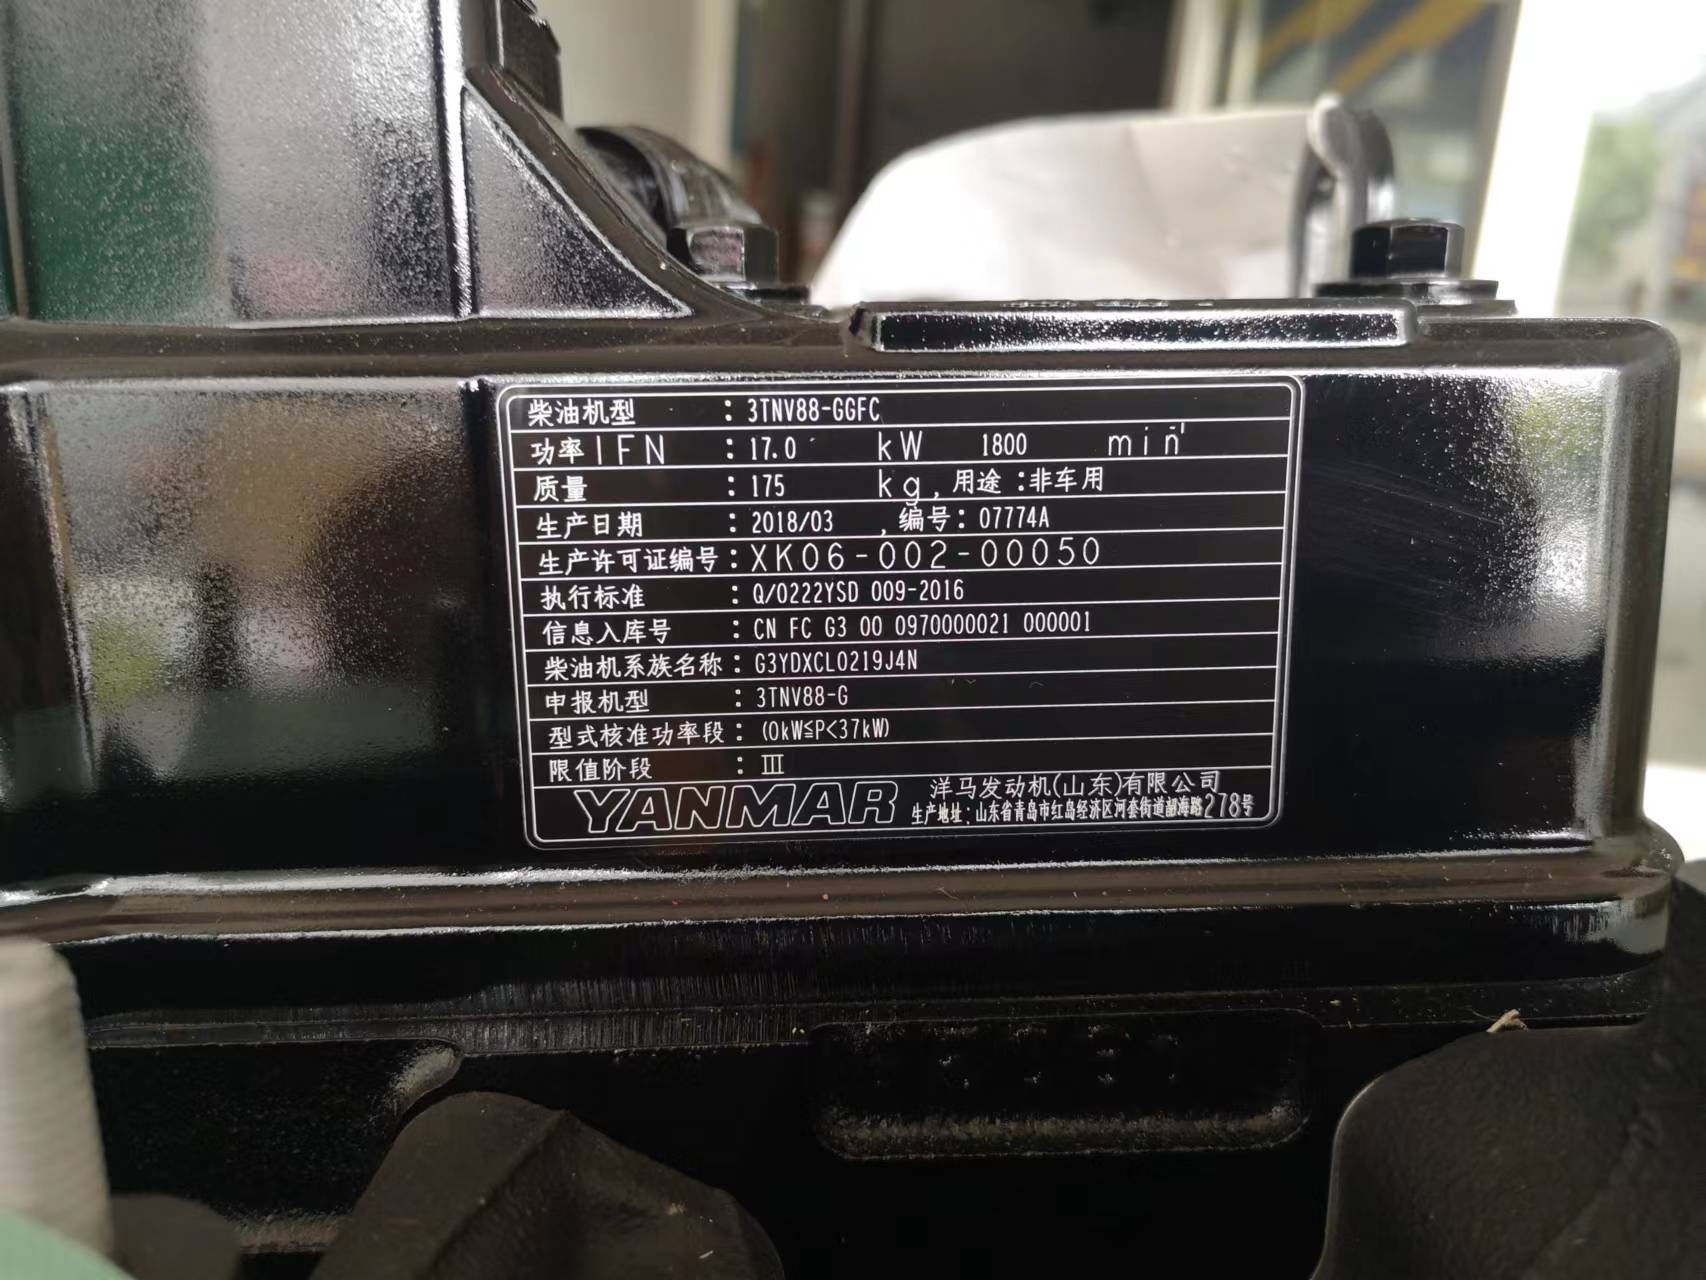 柴油机型 : 3TNV88-GGFC
功率IFN : 17.0 kW 1800 min⁻¹
质量 : 175 kg, 用途:非车用
生产日期 : 2018/03 , 编号: 07774A
生产许可证编号: XK06-002-00050
执行标准 : Q/0222YSD 009-2016
信息入库号 : CN FC G3 00 0970000021 000001
柴油机系族名称: G3YDXCL0219J4N
申报机型 : 3TNV88-G
型式核准功率段: (0kW≦P<37kW)
限值阶段 : Ⅲ
YANMAR 洋马发动机(山东)有限公司
生产地址: 山东省青岛市红岛经济区河套街道韶海路278号